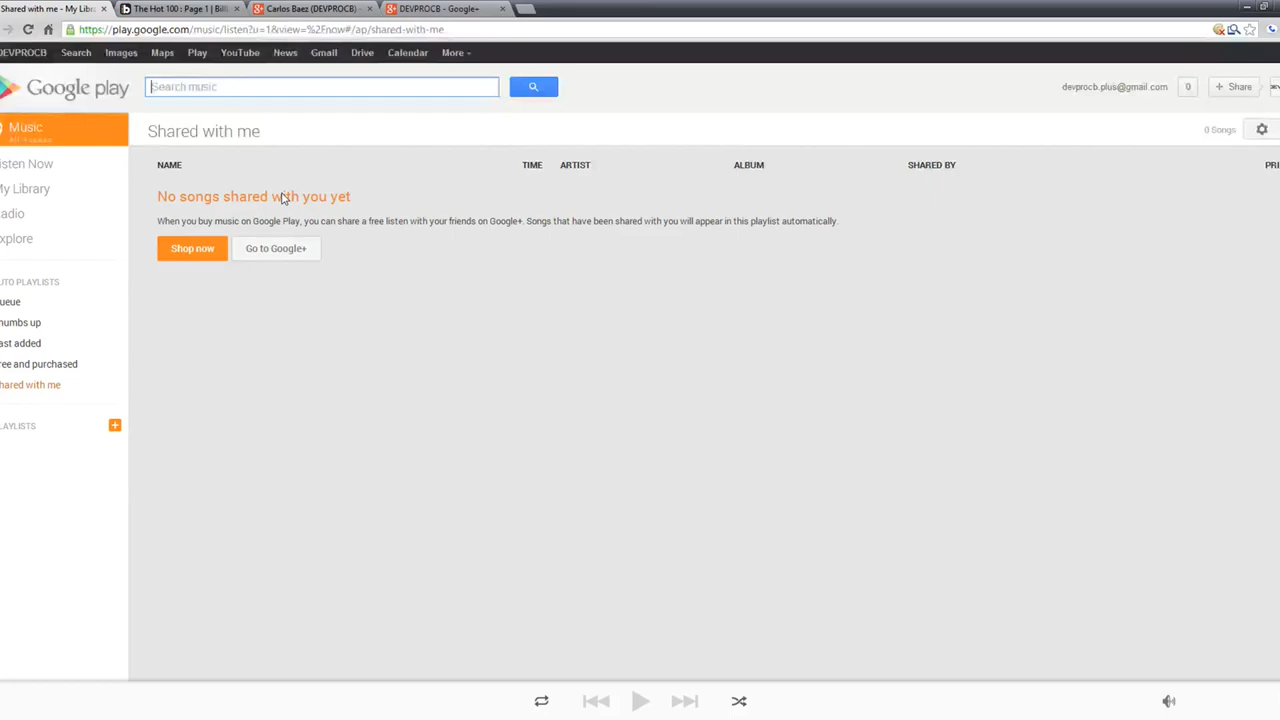 Shared with me - My Libr
The Hot 100 : Page 1 | Bill
Carlos Baez (DEVPROCB) -
DEVPROCB - Google+
https://play.google.com/music/listen?u=1&view=%2Fnow#/ap/shared-with-me
DEVPROCB Search Images Maps Play YouTube News Gmail Drive Calendar More
Google play
Search music
devprocb.plus@gmail.com
0
+ Share
Music
Shared with me
0 Songs
isten Now
My Library
adio
xplore
NAME TIME ARTIST ALBUM SHARED BY PRI
No songs shared with you yet
When you buy music on Google Play, you can share a free listen with your friends on Google+. Songs that have been shared with you will appear in this playlist automatically.
Shop now
Go to Google+
UTO PLAYLISTS
ueue
humbs up
ast added
ree and purchased
hared with me
LAYLISTS